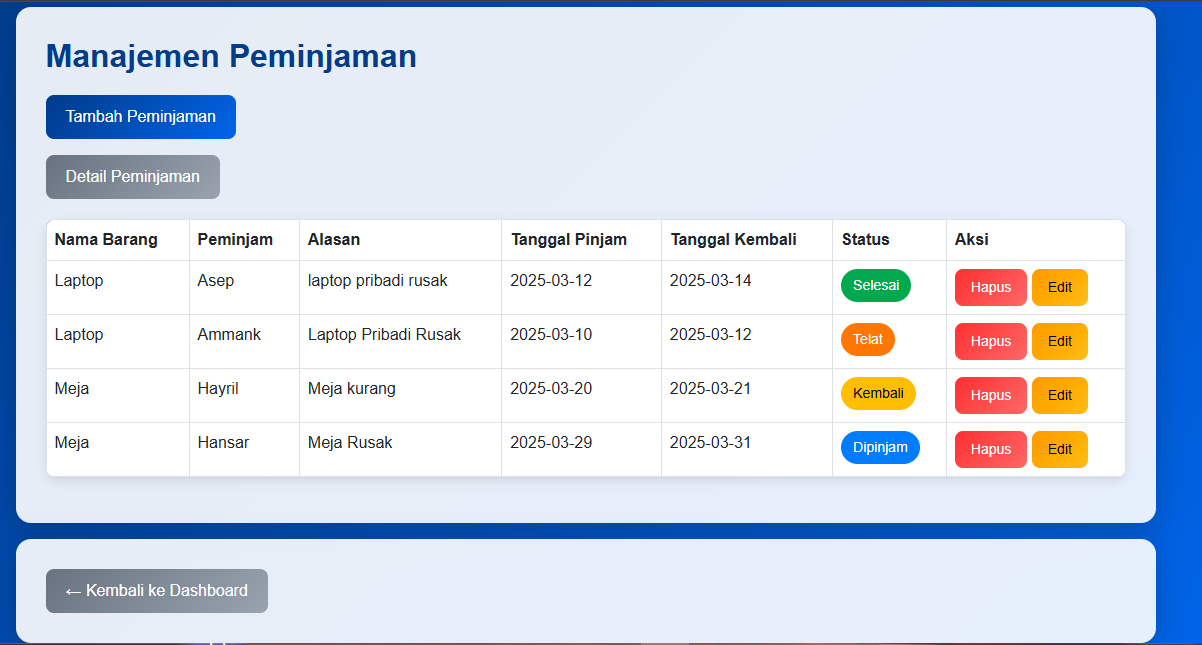 Manajemen Peminjaman
Tambah Peminjaman
Detail Peminjaman
Nama Barang Peminjam Alasan Tanggal Pinjam Tanggal Kembali Status Aksi
Laptop Asep laptop pribadi rusak 2025-03-12 2025-03-14 Selesai Hapus Edit
Laptop Ammank Laptop Pribadi Rusak 2025-03-10 2025-03-12 Telat Hapus Edit
Meja Hayril Meja kurang 2025-03-20 2025-03-21 Kembali Hapus Edit
Meja Hansar Meja Rusak 2025-03-29 2025-03-31 Dipinjam Hapus Edit
← Kembali ke Dashboard